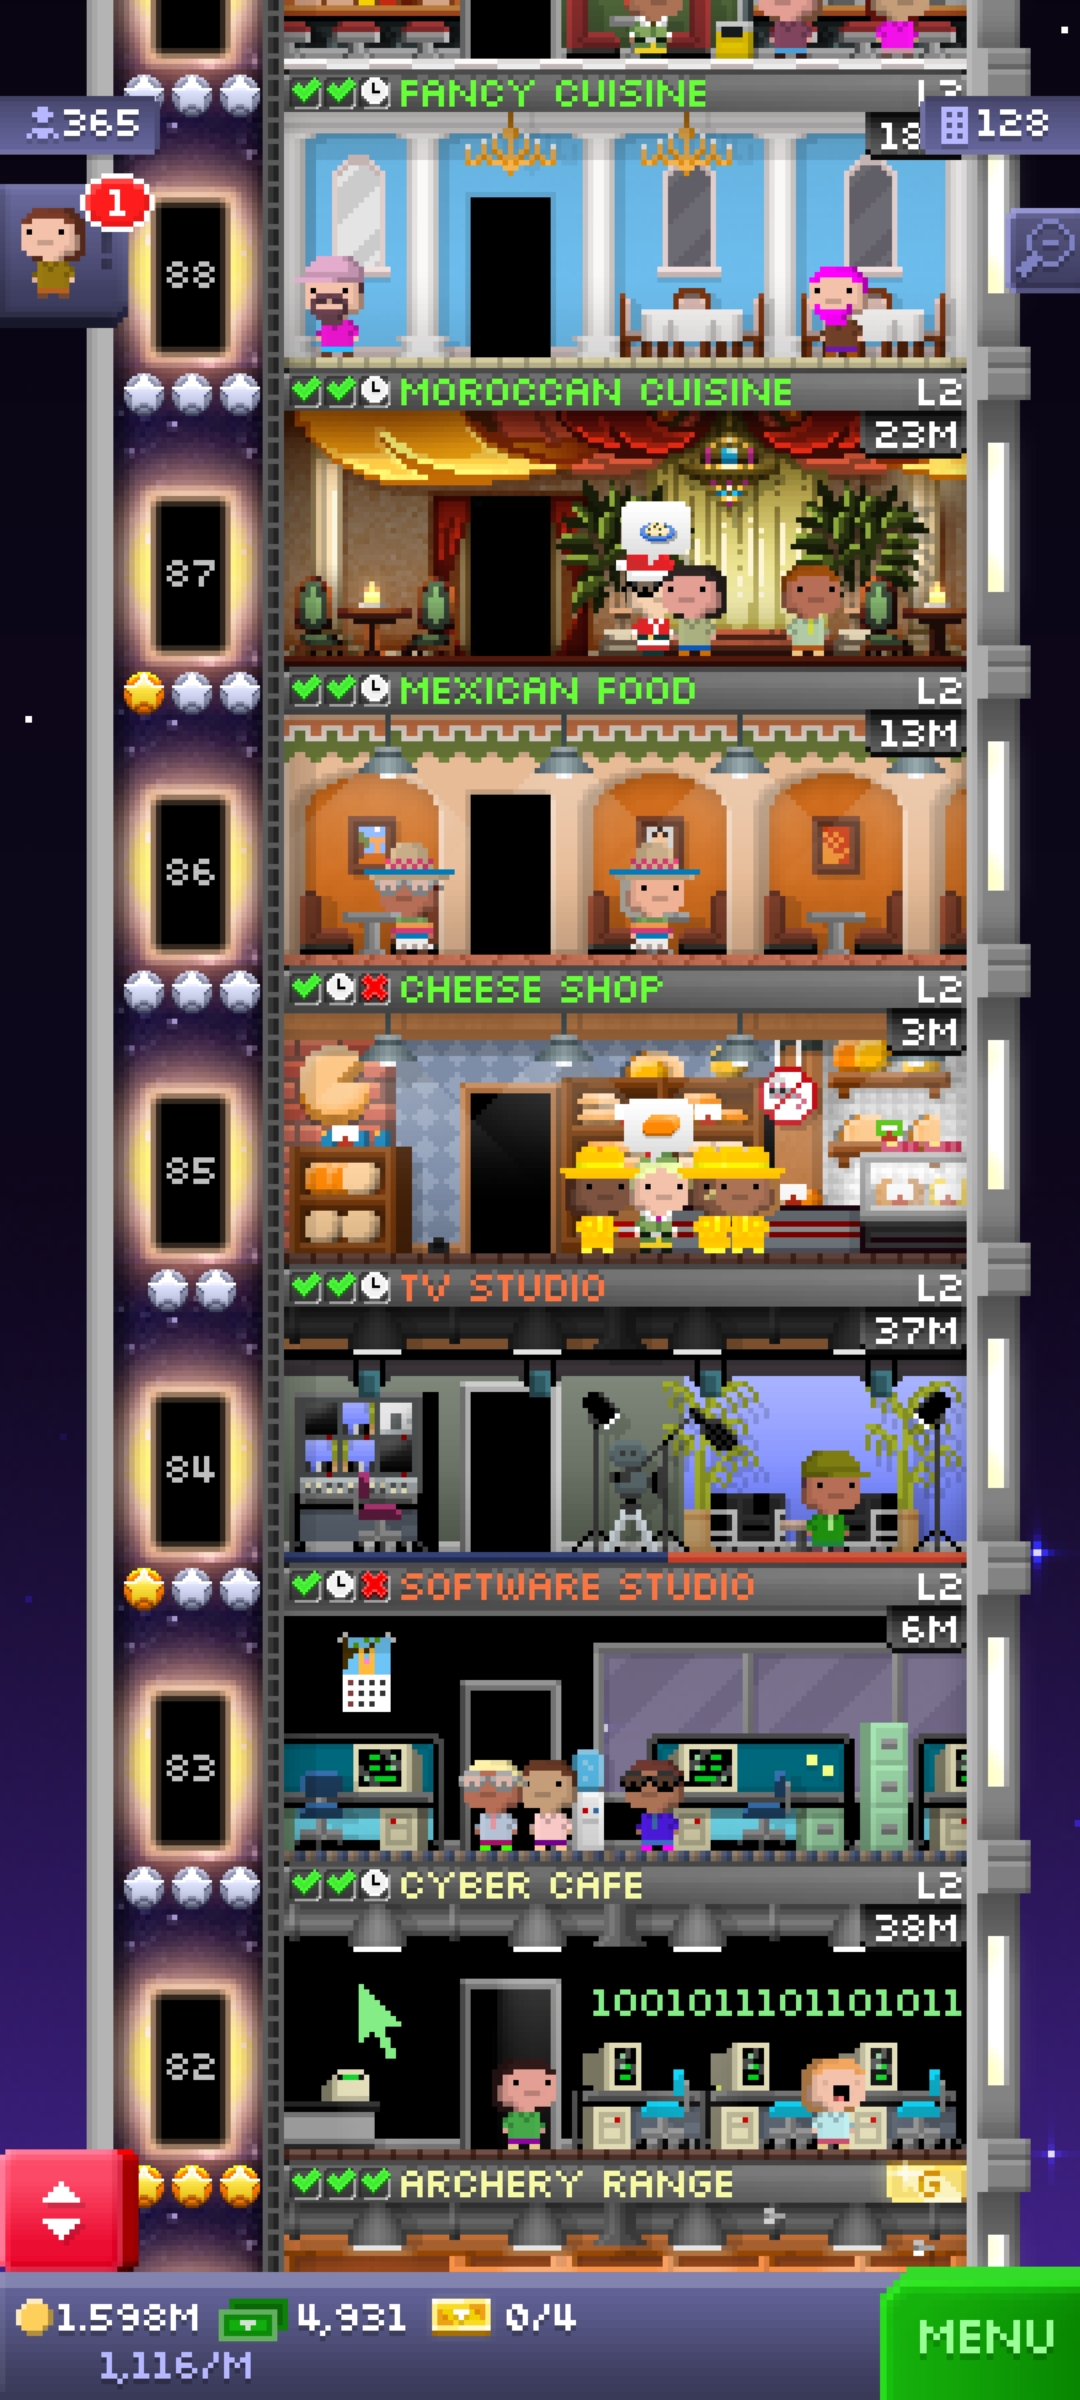 FANCY CUISINE
365
18
128
1
88
MOROCCAN CUISINE L2
23M
87
MEXICAN FOOD L2
13M
86
CHEESE SHOP L2
3M
85
TV STUDIO L2
37M
84
SOFTWARE STUDIO L2
6M
83
CYBER CAFE L2
38M
1001011101101011
82
ARCHERY RANGE G
1.598M 4,931 0/4
MENU
1,116/M